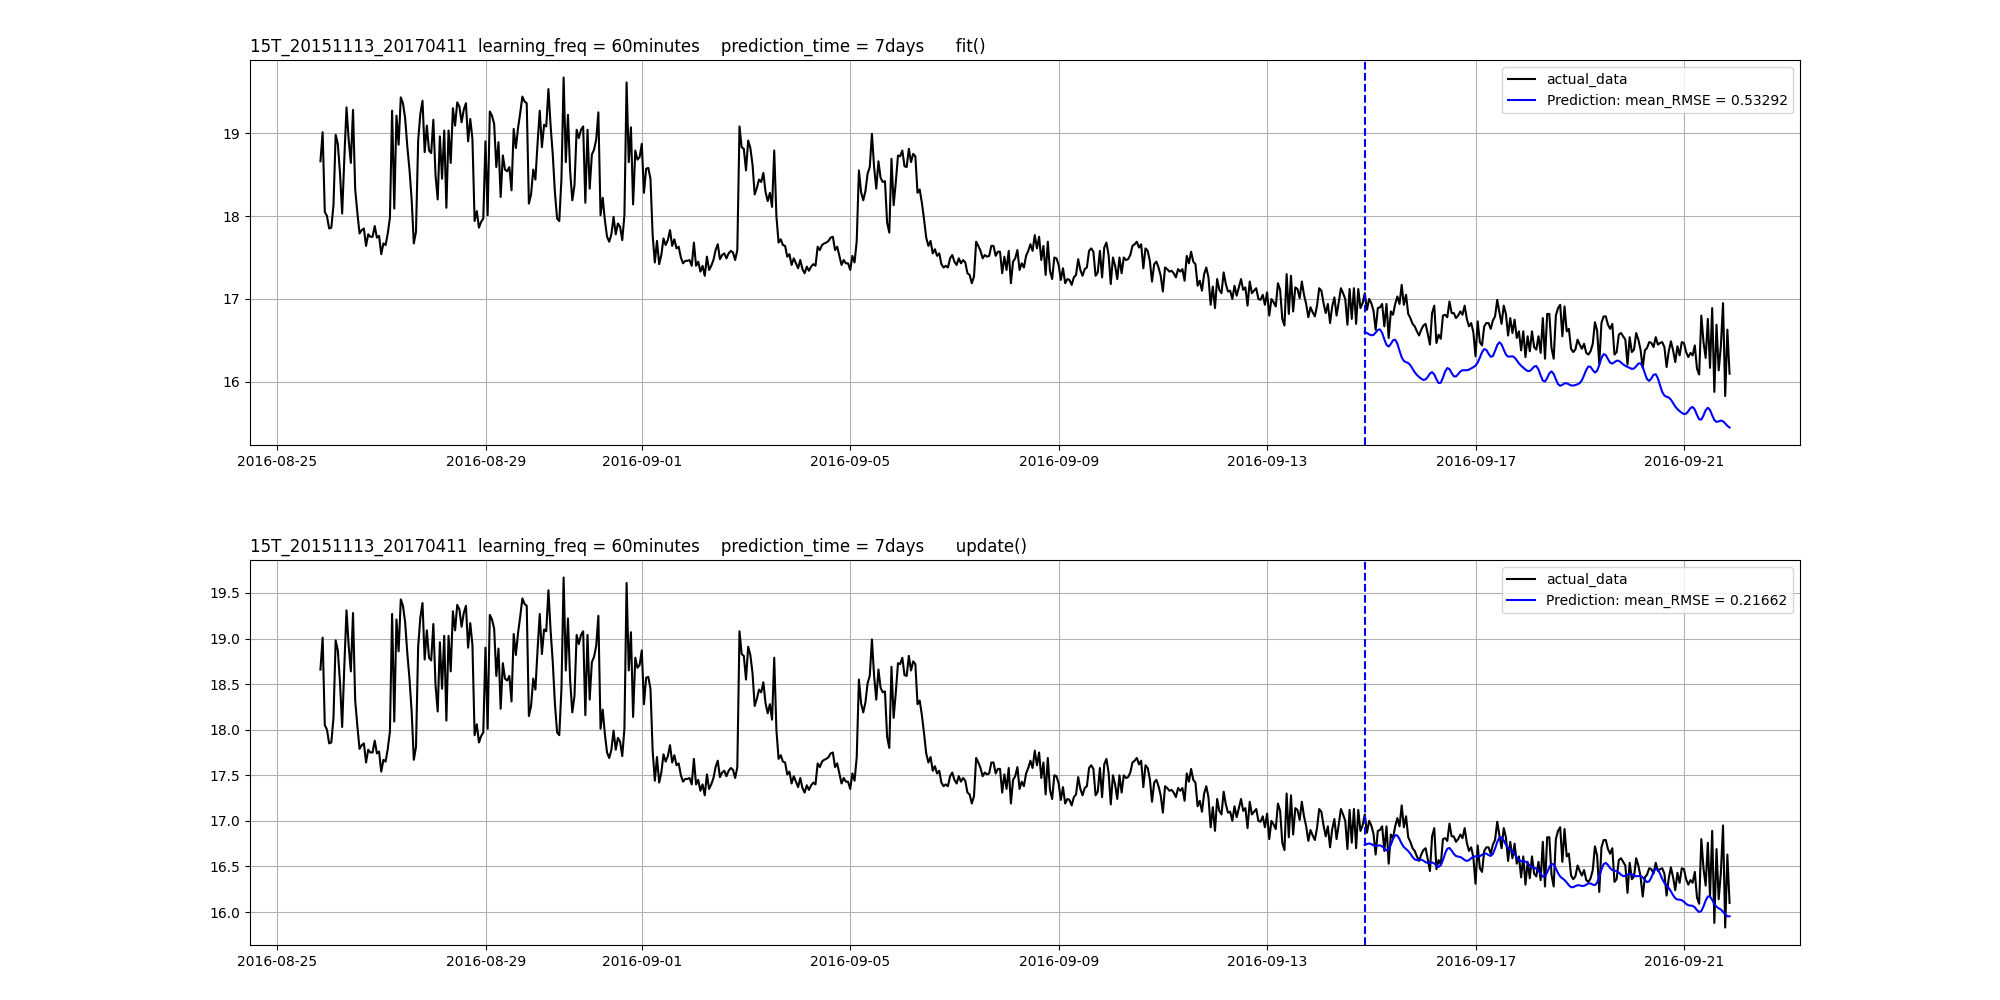 15T_20151113_20170411  learning_freq = 60minutes    prediction_time = 7days      fit()
actual_data
Prediction: mean_RMSE = 0.53292
19
18
17
16
2016-08-25 2016-08-29 2016-09-01 2016-09-05 2016-09-09 2016-09-13 2016-09-17 2016-09-21
15T_20151113_20170411  learning_freq = 60minutes    prediction_time = 7days      update()
actual_data
Prediction: mean_RMSE = 0.21662
19.5
19.0
18.5
18.0
17.5
17.0
16.5
16.0
2016-08-25 2016-08-29 2016-09-01 2016-09-05 2016-09-09 2016-09-13 2016-09-17 2016-09-21